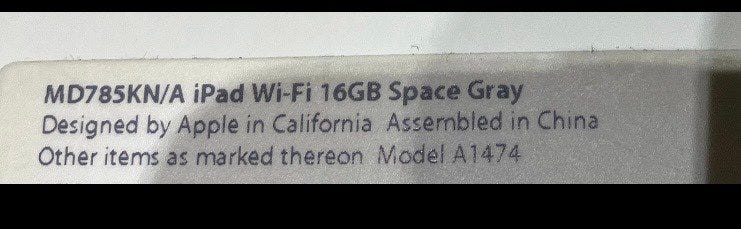 MD785KN/A iPad Wi-Fi 16GB Space Gray
Designed by Apple in California Assembled in China
Other items as marked thereon Model A1474